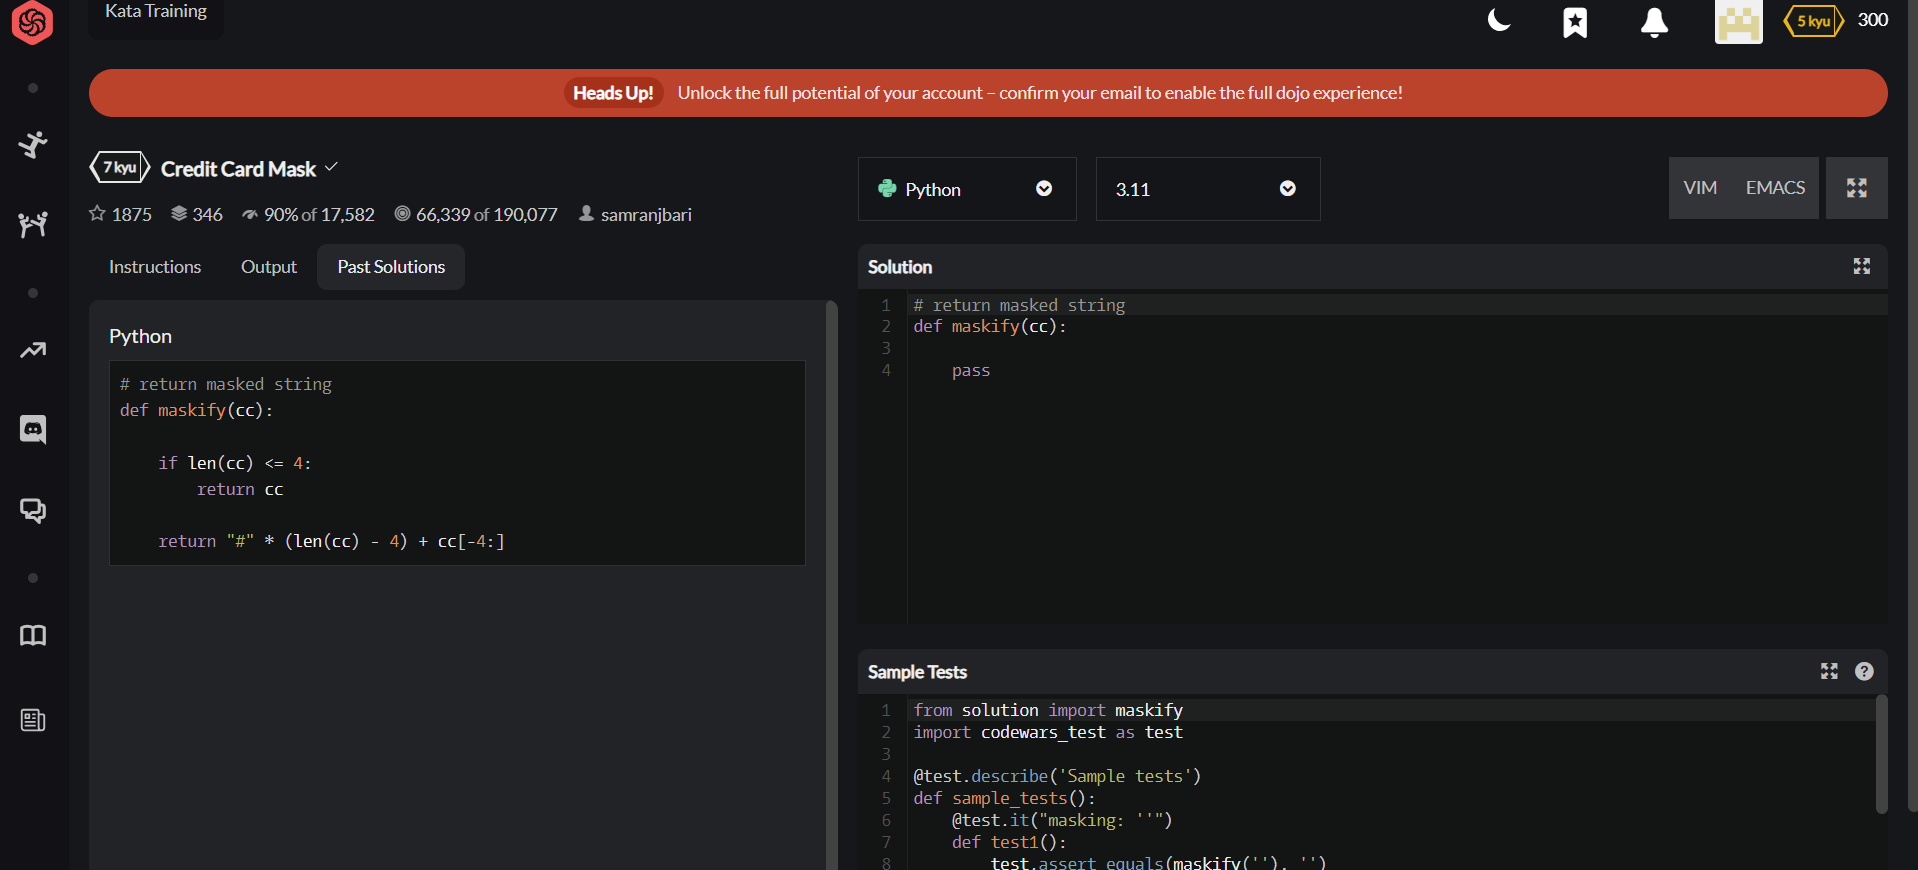 Kata Training
5 kyu
300
Heads Up! Unlock the full potential of your account – confirm your email to enable the full dojo experience!
7 kyu Credit Card Mask
1875 346 90% of 17,582 66,339 of 190,077 samranjbari
Instructions Output Past Solutions
Python
# return masked string
def maskify(cc):
    if len(cc) <= 4:
        return cc
    return "#" * (len(cc) - 4) + cc[-4:]
Python 3.11 VIM EMACS
Solution
1 # return masked string
2 def maskify(cc):
3
4     pass
Sample Tests
1 from solution import maskify
2 import codewars_test as test
3
4 @test.describe('Sample tests')
5 def sample_tests():
6     @test.it("masking: ''")
7     def test1():
8         test.assert_equals(maskify(''), '')